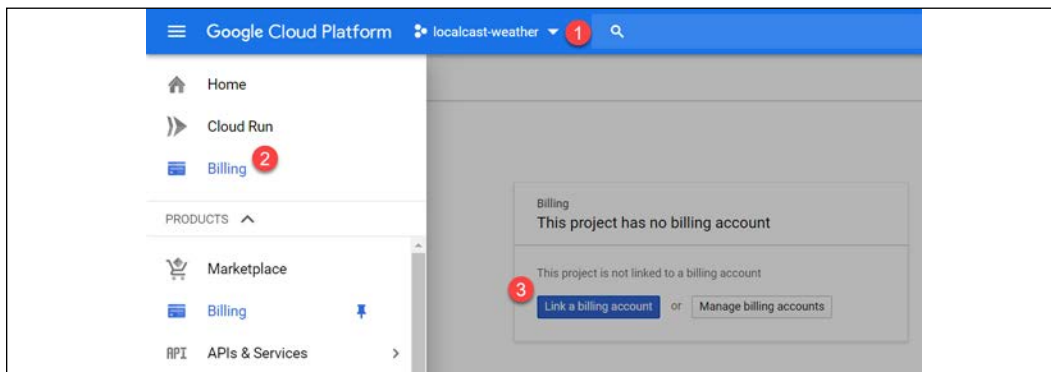 Google Cloud Platform localcast-weather 1
Home
Cloud Run
Billing 2
PRODUCTS
Marketplace
Billing
API APIs & Services
Billing
This project has no billing account
This project is not linked to a billing account
3
Link a billing account or Manage billing accounts